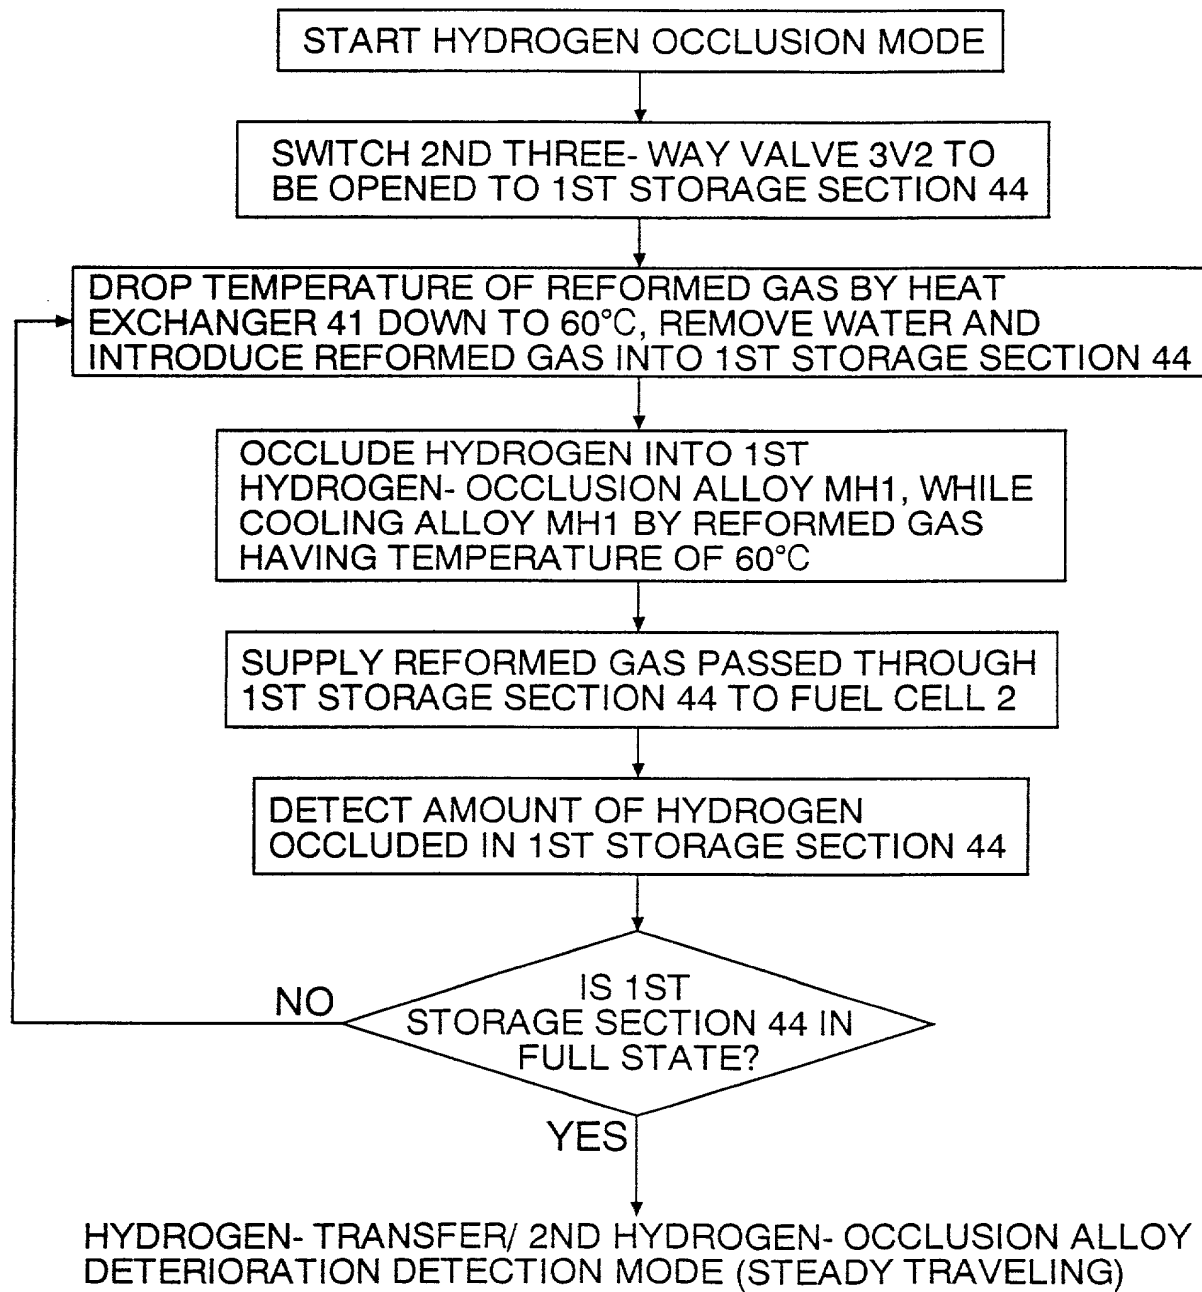 START HYDROGEN OCCLUSION MODE
SWITCH 2ND THREE- WAY VALVE 3V2 TO
BE OPENED TO 1ST STORAGE SECTION 44
DROP TEMPERATURE OF REFORMED GAS BY HEAT
EXCHANGER 41 DOWN TO 60°C, REMOVE WATER AND
INTRODUCE REFORMED GAS INTO 1ST STORAGE SECTION 44
OCCLUDE HYDROGEN INTO 1ST
HYDROGEN- OCCLUSION ALLOY MH1, WHILE
COOLING ALLOY MH1 BY REFORMED GAS
HAVING TEMPERATURE OF 60°C
SUPPLY REFORMED GAS PASSED THROUGH
1ST STORAGE SECTION 44 TO FUEL CELL 2
DETECT AMOUNT OF HYDROGEN
OCCLUDED IN 1ST STORAGE SECTION 44
IS 1ST
STORAGE SECTION 44 IN
FULL STATE?
NO
YES
HYDROGEN- TRANSFER/ 2ND HYDROGEN- OCCLUSION ALLOY
DETERIORATION DETECTION MODE (STEADY TRAVELING)